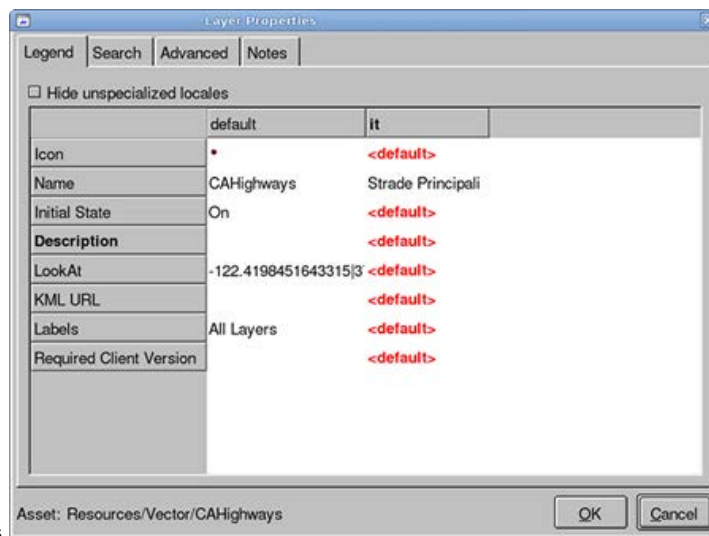 Layer Properties
Legend Search Advanced Notes
Hide unspecialized locales
default it
Icon <default>
Name CAHighways Strade Principali
Initial State On <default>
Description <default>
LookAt -122.4198451643315|3 <default>
KML URL <default>
Labels All Layers <default>
Required Client Version <default>
Asset: Resources/Vector/CAHighways OK Cancel